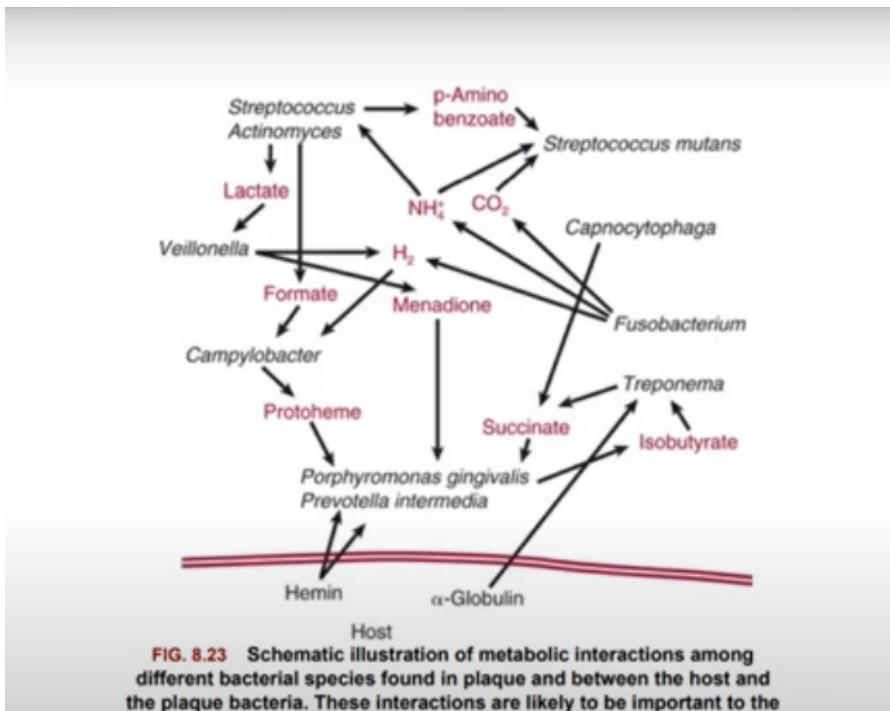 p-Amino
benzoate
Streptococcus
Actinomyces
Streptococcus mutans
Lactate
NH₄⁺
CO₂
Capnocytophaga
Veillonella
H₂
Formate
Menadione
Fusobacterium
Campylobacter
Treponema
Protoheme
Succinate
Isobutyrate
Porphyromonas gingivalis
Prevotella intermedia
Hemin
α-Globulin
Host
FIG. 8.23 Schematic illustration of metabolic interactions among
different bacterial species found in plaque and between the host and
the plaque bacteria. These interactions are likely to be important to the